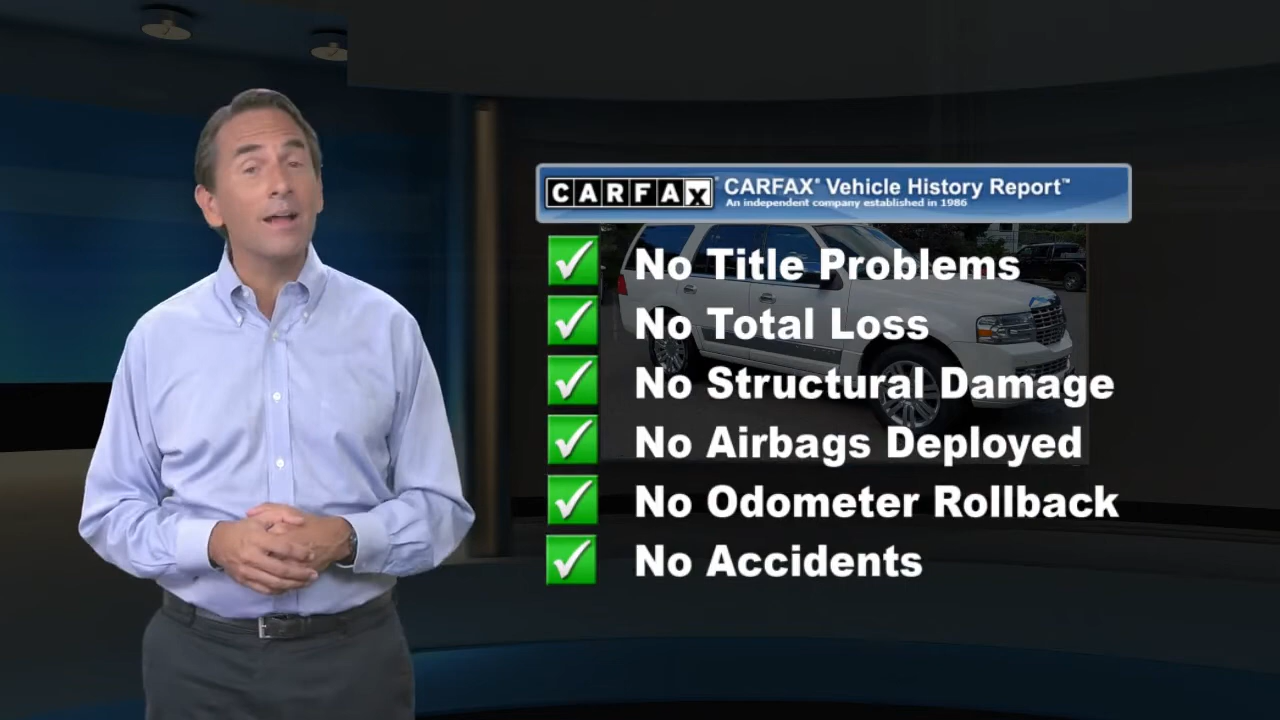 CARFAX® CARFAX® Vehicle History Report™
An independent company established in 1986
No Title Problems
No Total Loss
No Structural Damage
No Airbags Deployed
No Odometer Rollback
No Accidents